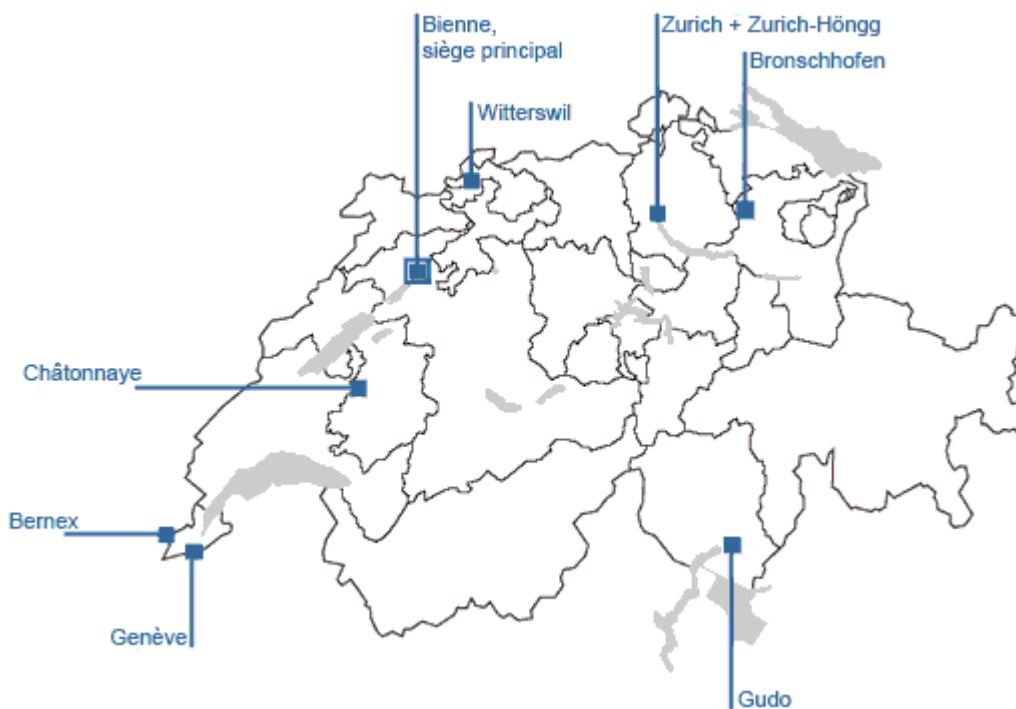 Bienne,
siège principal
Zurich + Zurich-Höngg
Bronschhofen
Witterswil
Châtonnaye
Bernex
Genève
Gudo